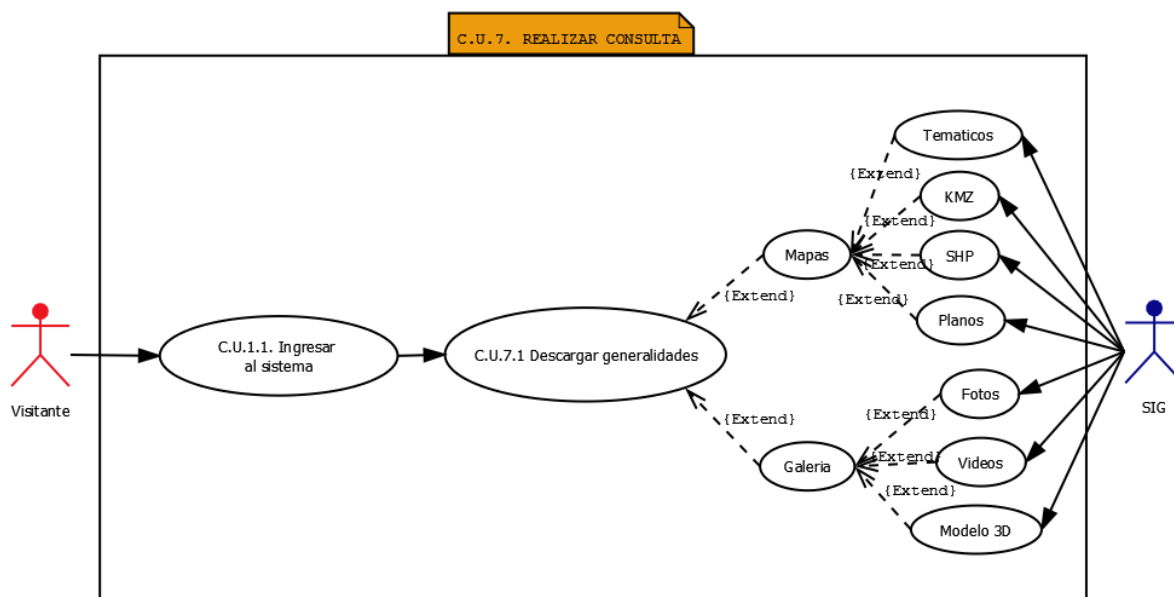 C.U.7. REALIZAR CONSULTA
Tematicos
{Extend}
KMZ
{Extend}
Mapas
{Extend}
SHP
{Extend}
{Extend}
Planos
Visitante
C.U.1.1. Ingresar
al sistema
C.U.7.1 Descargar generalidades
SIG
Fotos
{Extend}
{Extend}
Galeria
{Extend}
Videos
{Extend}
Modelo 3D